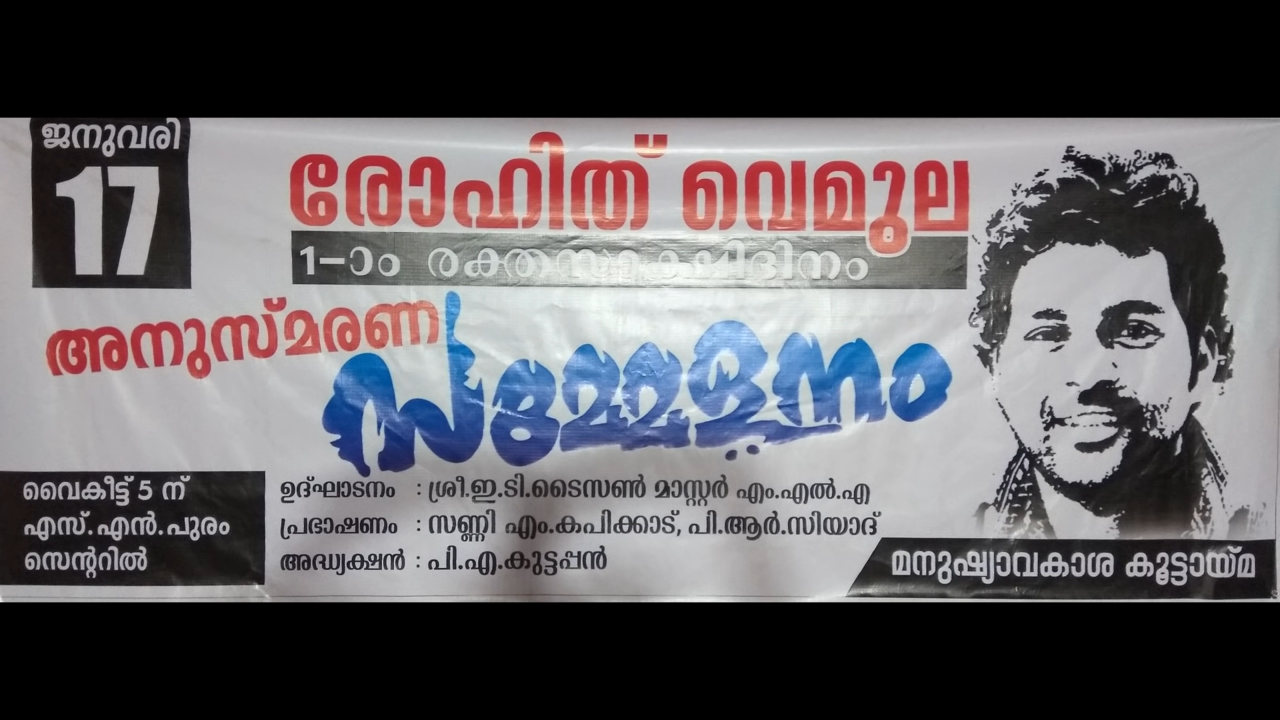 ജനുവരി
17
രോഹിത് വെമുല
1-ാം രക്തസാക്ഷിദിനം
അനുസ്മരണ
സമ്മേളനം
വൈകീട്ട് 5 ന്
എസ്.എൻ.പുരം
സെന്ററിൽ
ഉദ്ഘാടനം : ശ്രീ.ഇ.ടി.ടൈസൺ മാസ്റ്റർ എം.എൽ.എ
പ്രഭാഷണം : സണ്ണി എം.കപിക്കാട്, പി.ആർ.സിയാദ്
അദ്ധ്യക്ഷൻ : പി.എ.കുട്ടപ്പൻ
മനുഷ്യാവകാശ കൂട്ടായ്മ